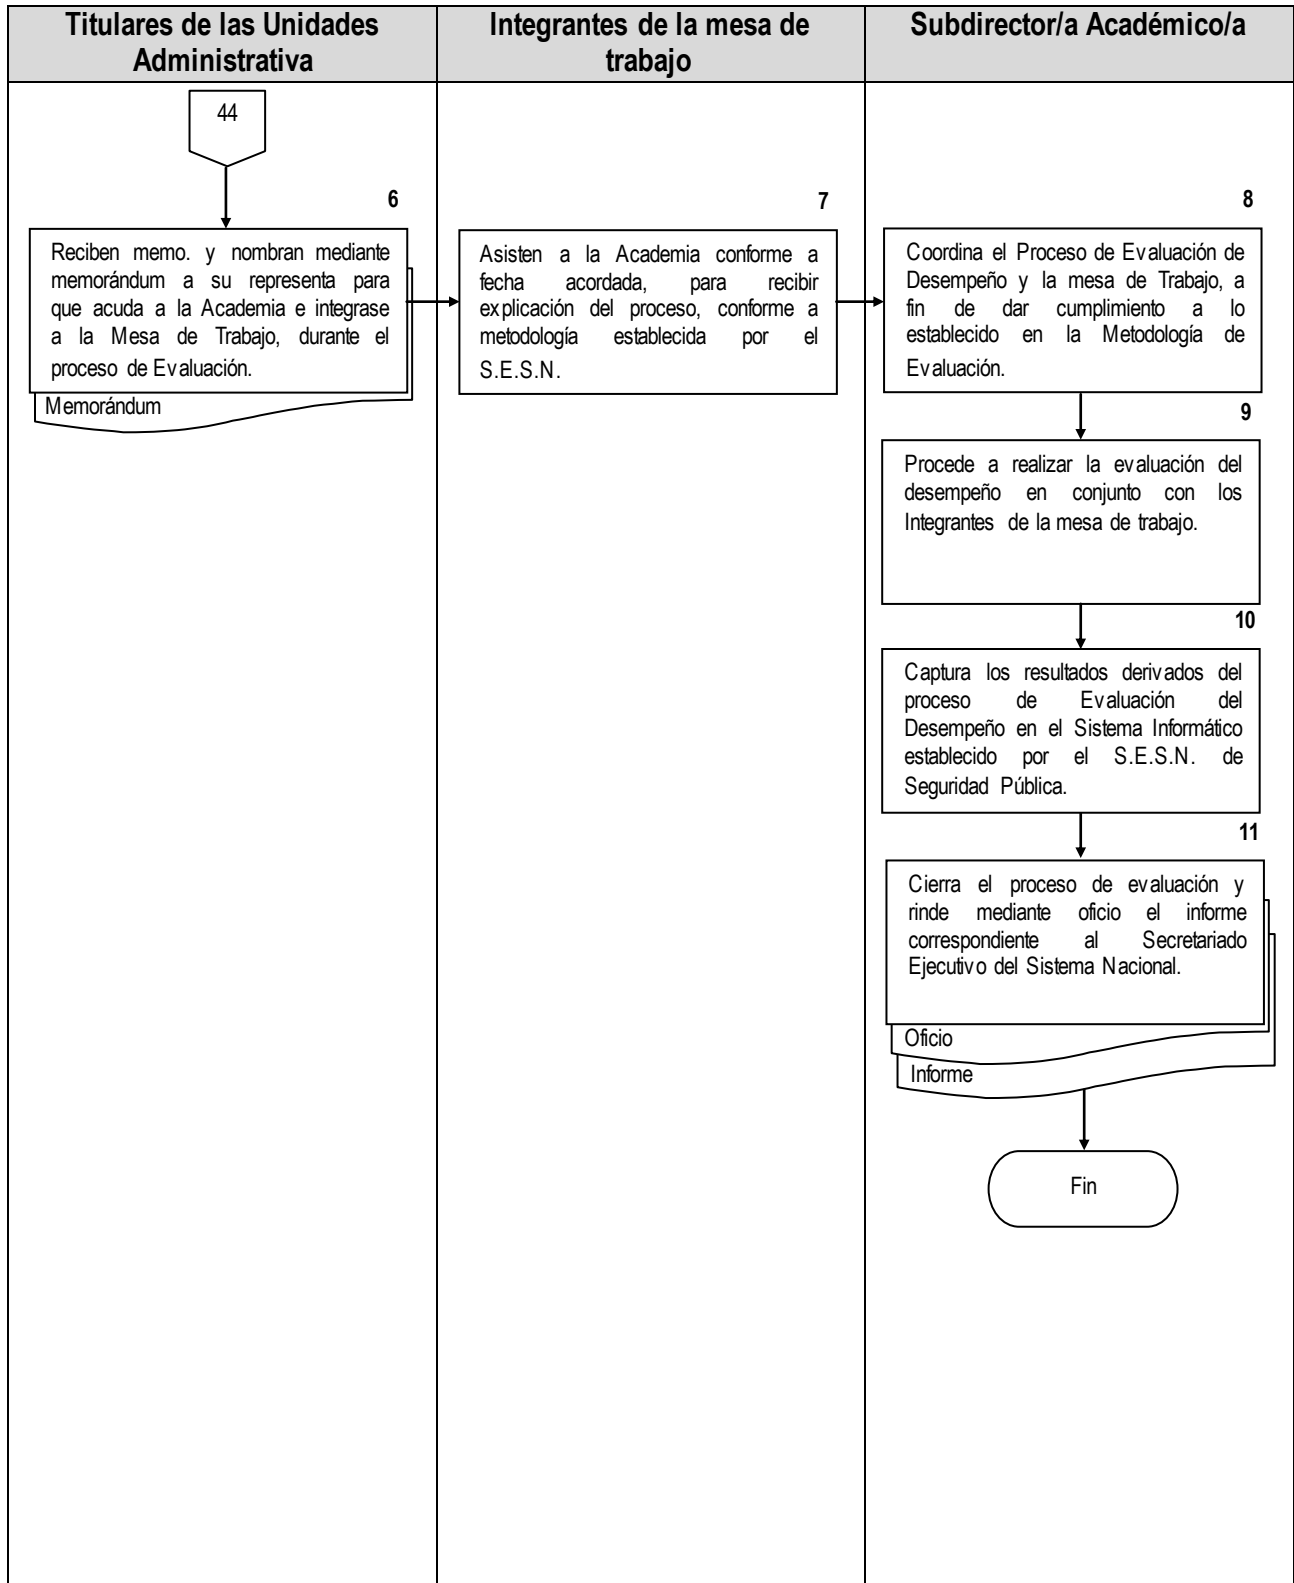 Titulares de las Unidades
Administrativa
Integrantes de la mesa de
trabajo
Subdirector/a Académico/a
44
6
Reciben memo. y nombran mediante
memorándum a su representa para
que acuda a la Academia e integrase
a la Mesa de Trabajo, durante el
proceso de Evaluación.
Memorándum
7
Asisten a la Academia conforme a
fecha acordada, para recibir
explicación del proceso, conforme a
metodología establecida por el
S.E.S.N.
8
Coordina el Proceso de Evaluación de
Desempeño y la mesa de Trabajo, a
fin de dar cumplimiento a lo
establecido en la Metodología de
Evaluación.
9
Procede a realizar la evaluación del
desempeño en conjunto con los
Integrantes de la mesa de trabajo.
10
Captura los resultados derivados del
proceso de Evaluación del
Desempeño en el Sistema Informático
establecido por el S.E.S.N. de
Seguridad Pública.
11
Cierra el proceso de evaluación y
rinde mediante oficio el informe
correspondiente al Secretariado
Ejecutivo del Sistema Nacional.
Oficio
Informe
Fin